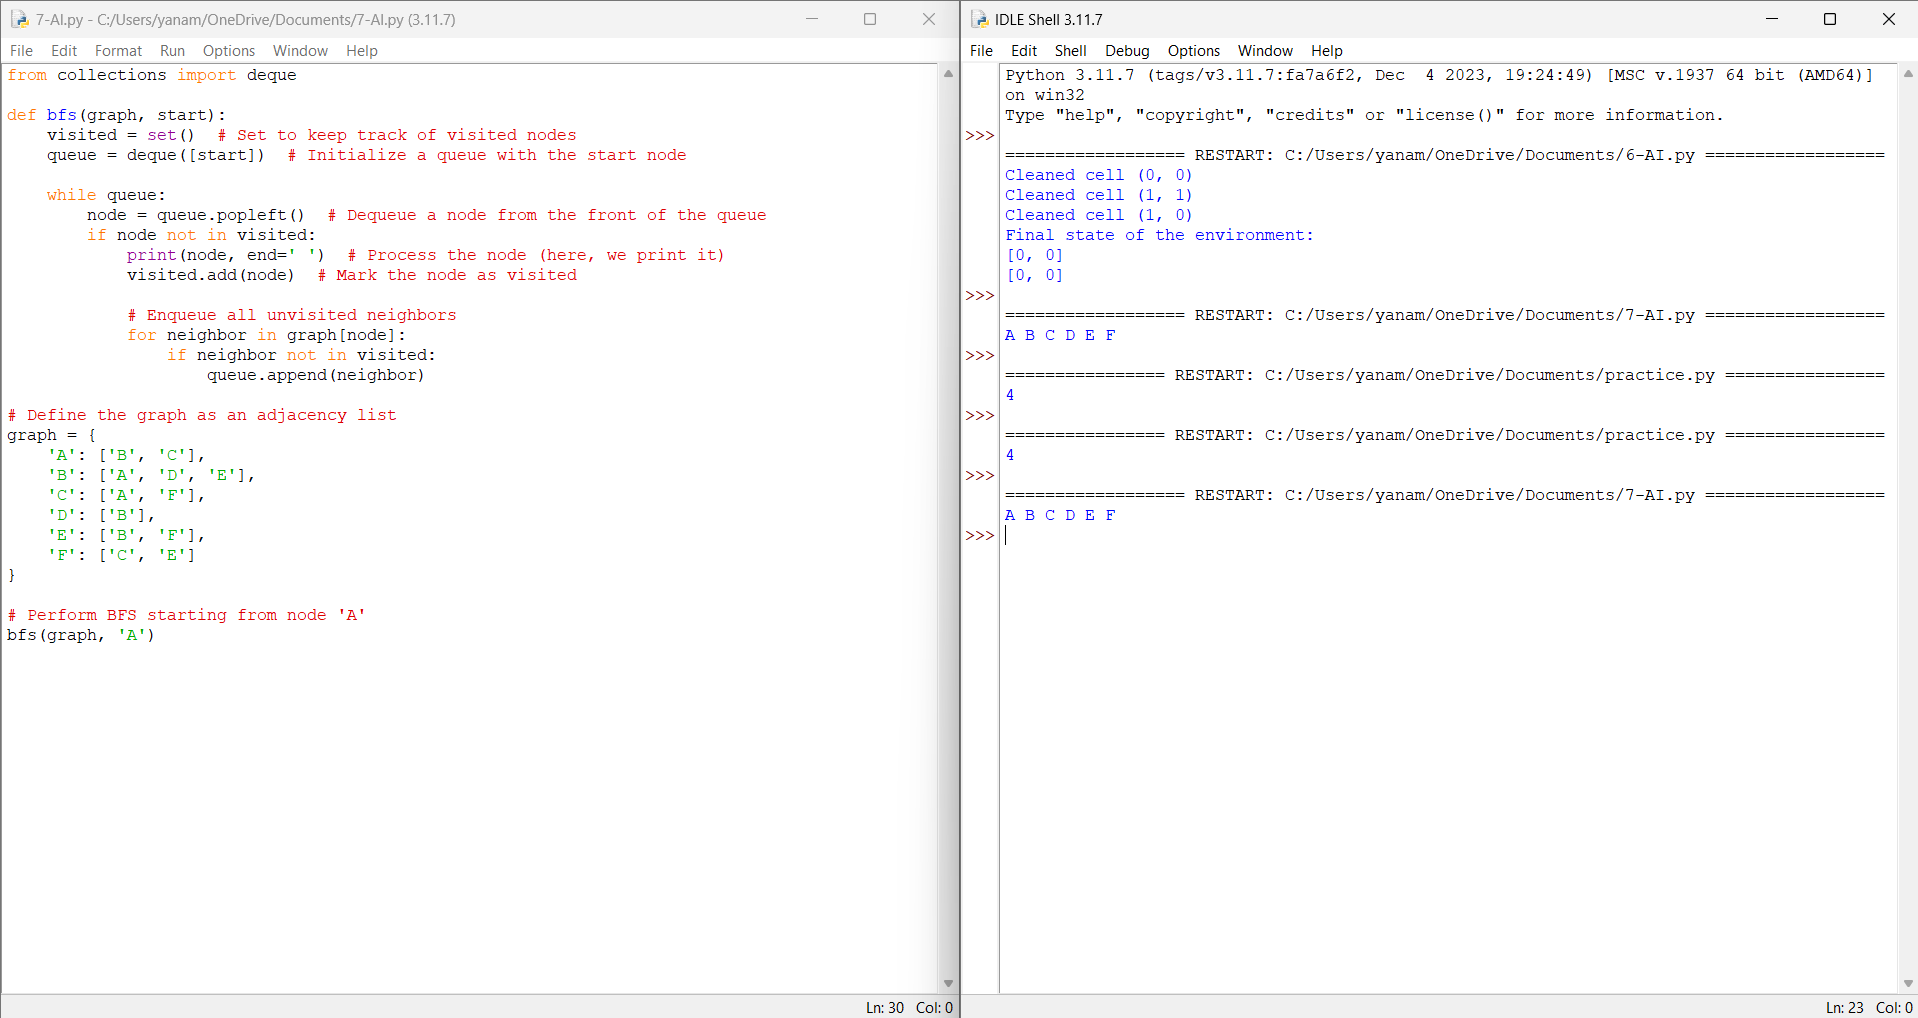 7-AI.py - C:/Users/yanam/OneDrive/Documents/7-AI.py (3.11.7)
File Edit Format Run Options Window Help
from collections import deque
def bfs(graph, start):
    visited = set()  # Set to keep track of visited nodes
    queue = deque([start])  # Initialize a queue with the start node
    while queue:
        node = queue.popleft()  # Dequeue a node from the front of the queue
        if node not in visited:
            print(node, end=' ')  # Process the node (here, we print it)
            visited.add(node)  # Mark the node as visited
            # Enqueue all unvisited neighbors
            for neighbor in graph[node]:
                if neighbor not in visited:
                    queue.append(neighbor)
# Define the graph as an adjacency list
graph = {
    'A': ['B', 'C'],
    'B': ['A', 'D', 'E'],
    'C': ['A', 'F'],
    'D': ['B'],
    'E': ['B', 'F'],
    'F': ['C', 'E']
}
# Perform BFS starting from node 'A'
bfs(graph, 'A')
Ln: 30 Col: 0
IDLE Shell 3.11.7
File Edit Shell Debug Options Window Help
Python 3.11.7 (tags/v3.11.7:fa7a6f2, Dec  4 2023, 19:24:49) [MSC v.1937 64 bit (AMD64)]
on win32
Type "help", "copyright", "credits" or "license()" for more information.
>>>
================== RESTART: C:/Users/yanam/OneDrive/Documents/6-AI.py ==================
Cleaned cell (0, 0)
Cleaned cell (1, 1)
Cleaned cell (1, 0)
Final state of the environment:
[0, 0]
[0, 0]
>>>
================== RESTART: C:/Users/yanam/OneDrive/Documents/7-AI.py ==================
A B C D E F
>>>
================ RESTART: C:/Users/yanam/OneDrive/Documents/practice.py ================
4
>>>
================ RESTART: C:/Users/yanam/OneDrive/Documents/practice.py ================
4
>>>
================== RESTART: C:/Users/yanam/OneDrive/Documents/7-AI.py ==================
A B C D E F
>>>
Ln: 23 Col: 0